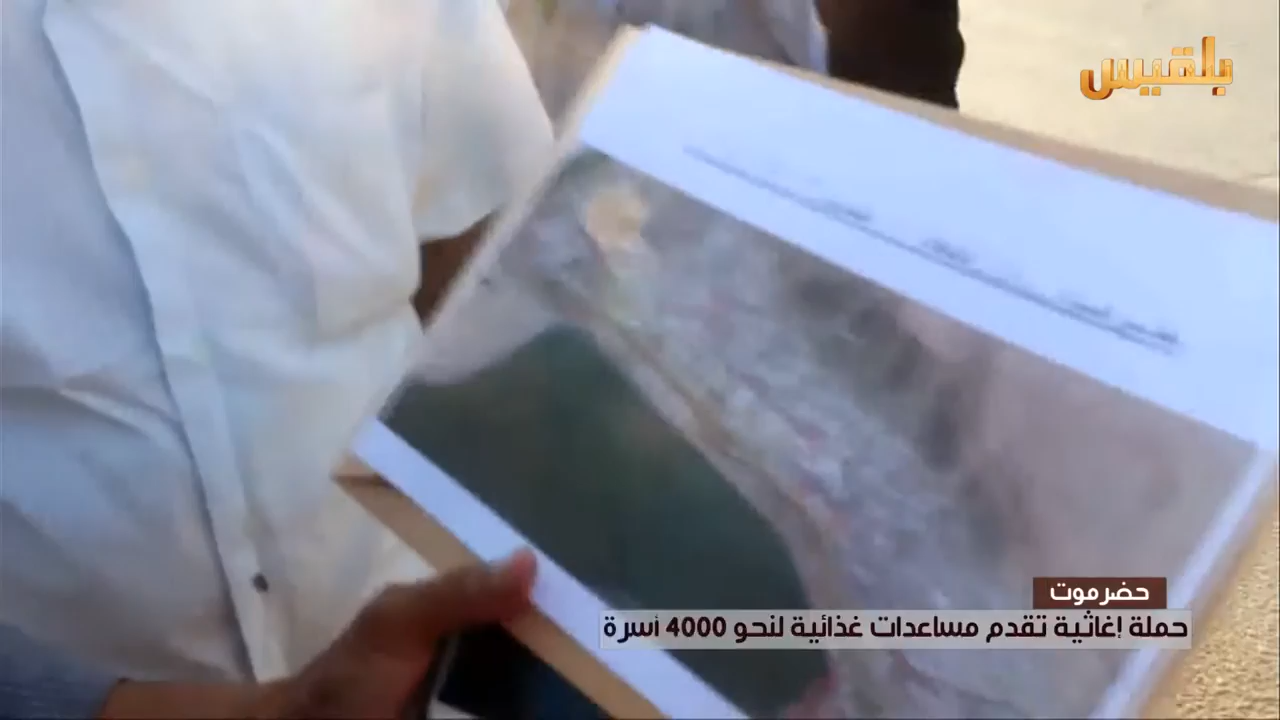 بلقيس
حضرموت
حملة إغاثية تقدم مساعدات غذائية لنحو 4000 أسرة